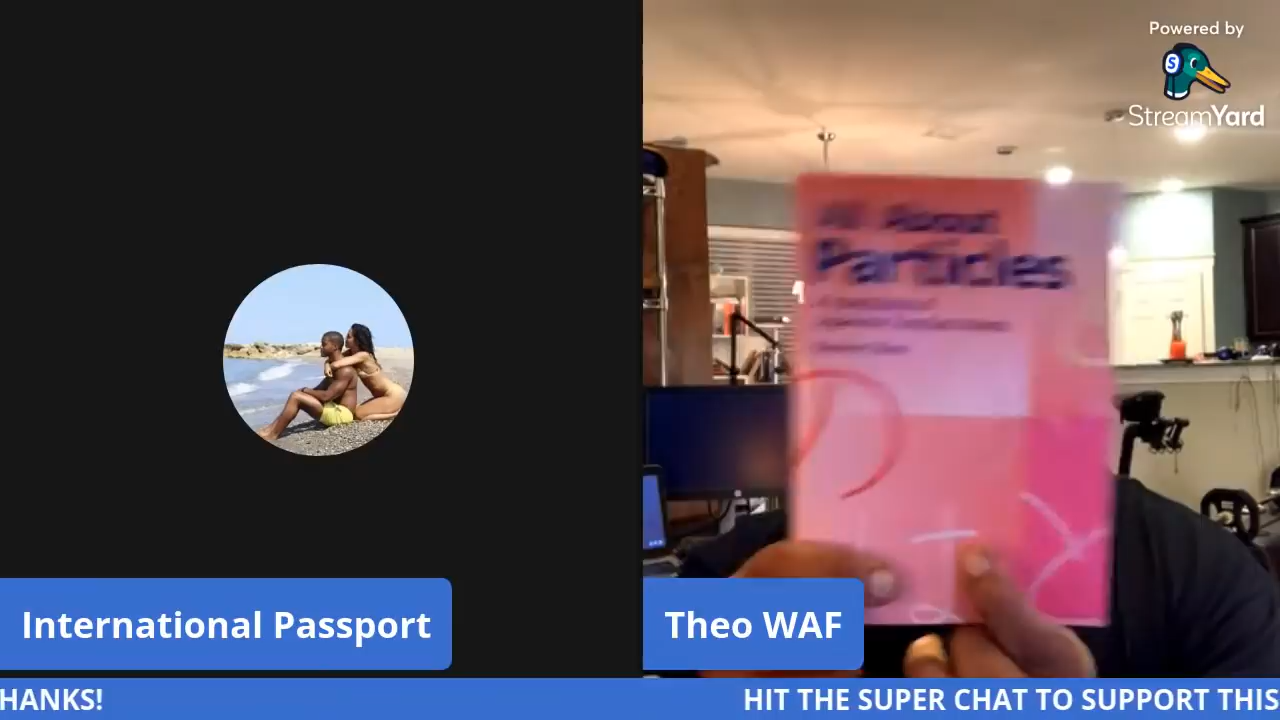 Powered by
StreamYard
All About
Particles
International Passport
Theo WAF
HANKS!
HIT THE SUPER CHAT TO SUPPORT THIS